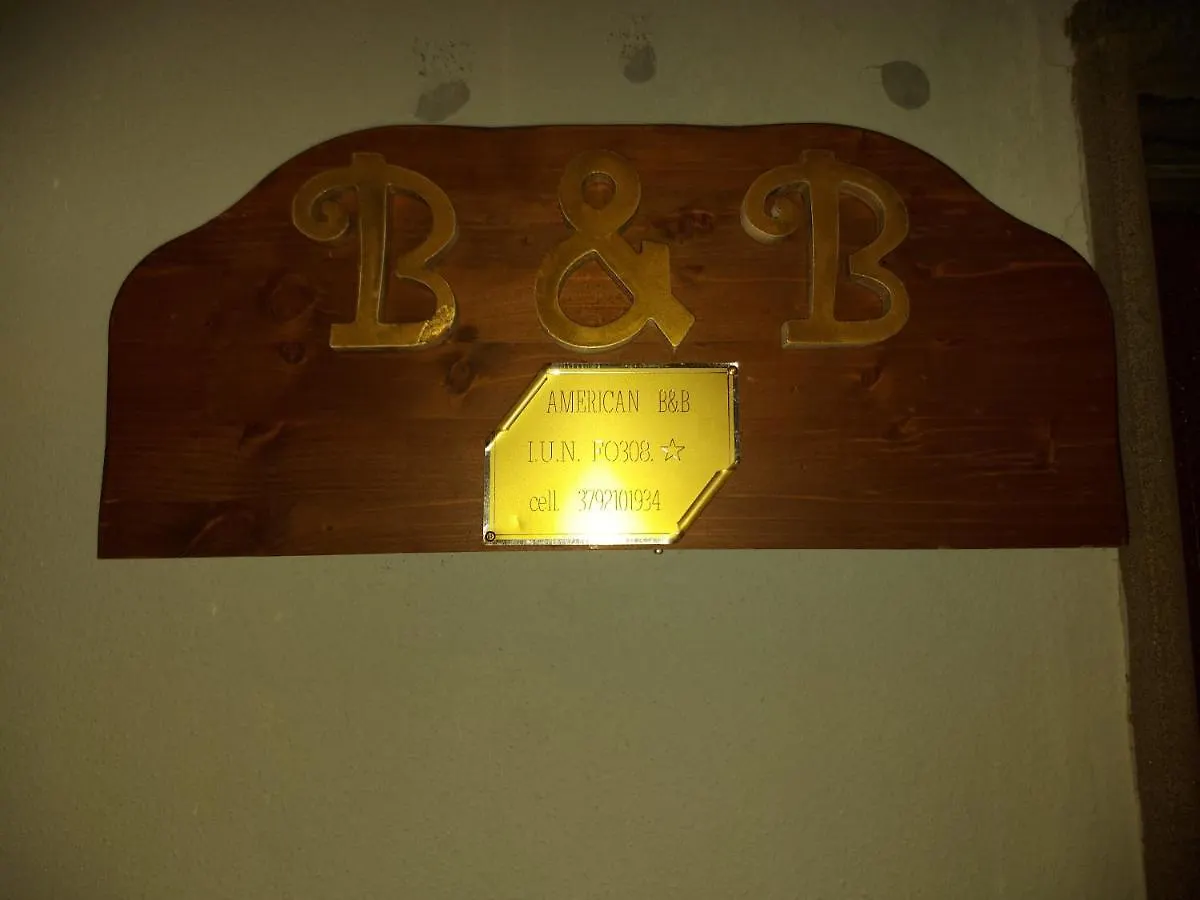 B & B
AMERICAN B&B
I.U.N. FO308. ☆
cell. 3792101934